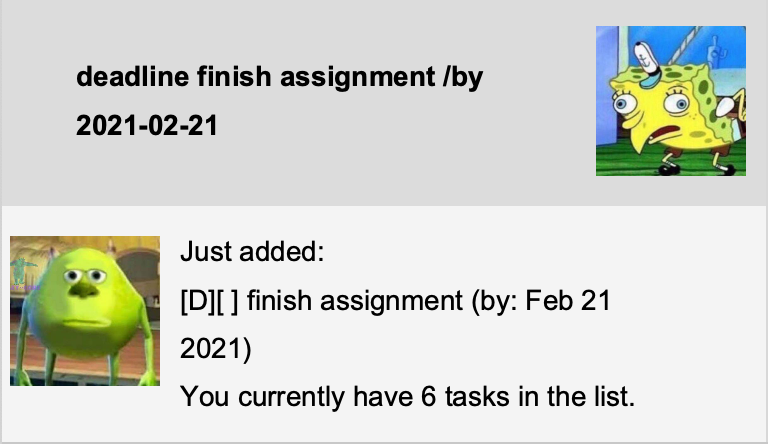 deadline finish assignment /by
2021-02-21
Just added:
[D][ ] finish assignment (by: Feb 21
2021)
You currently have 6 tasks in the list.